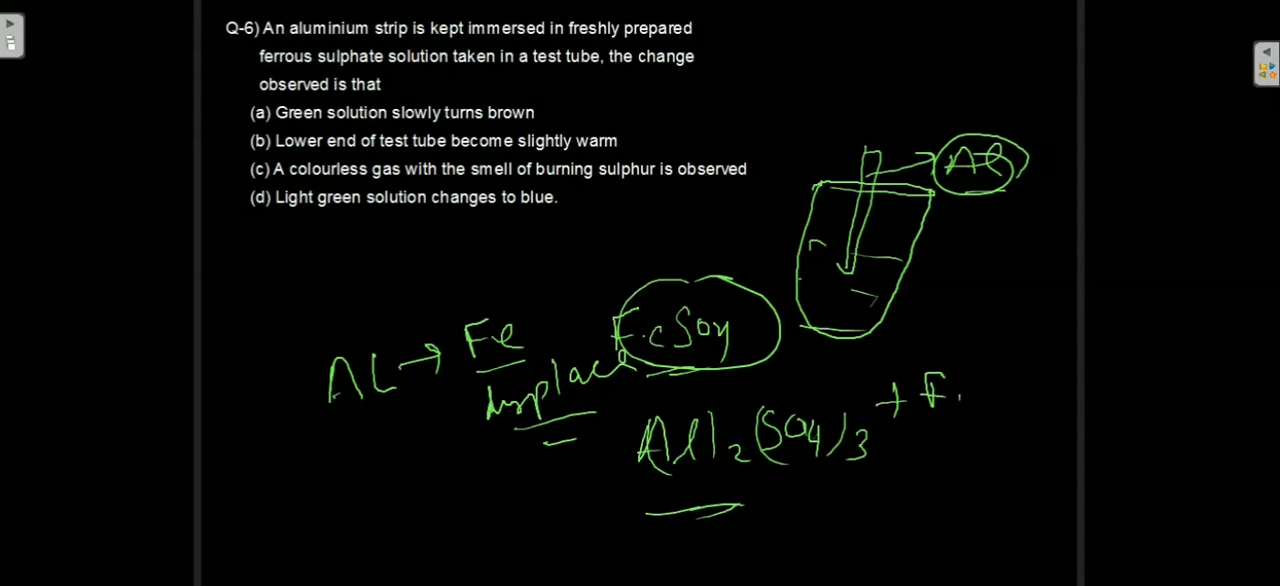 Q-6) An aluminium strip is kept immersed in freshly prepared
ferrous sulphate solution taken in a test tube, the change
observed is that
(a) Green solution slowly turns brown
(b) Lower end of test tube become slightly warm
(c) A colourless gas with the smell of burning sulphur is observed
(d) Light green solution changes to blue.
Al
Al → Fe FeSO4
displaced
Al2(SO4)3 + F